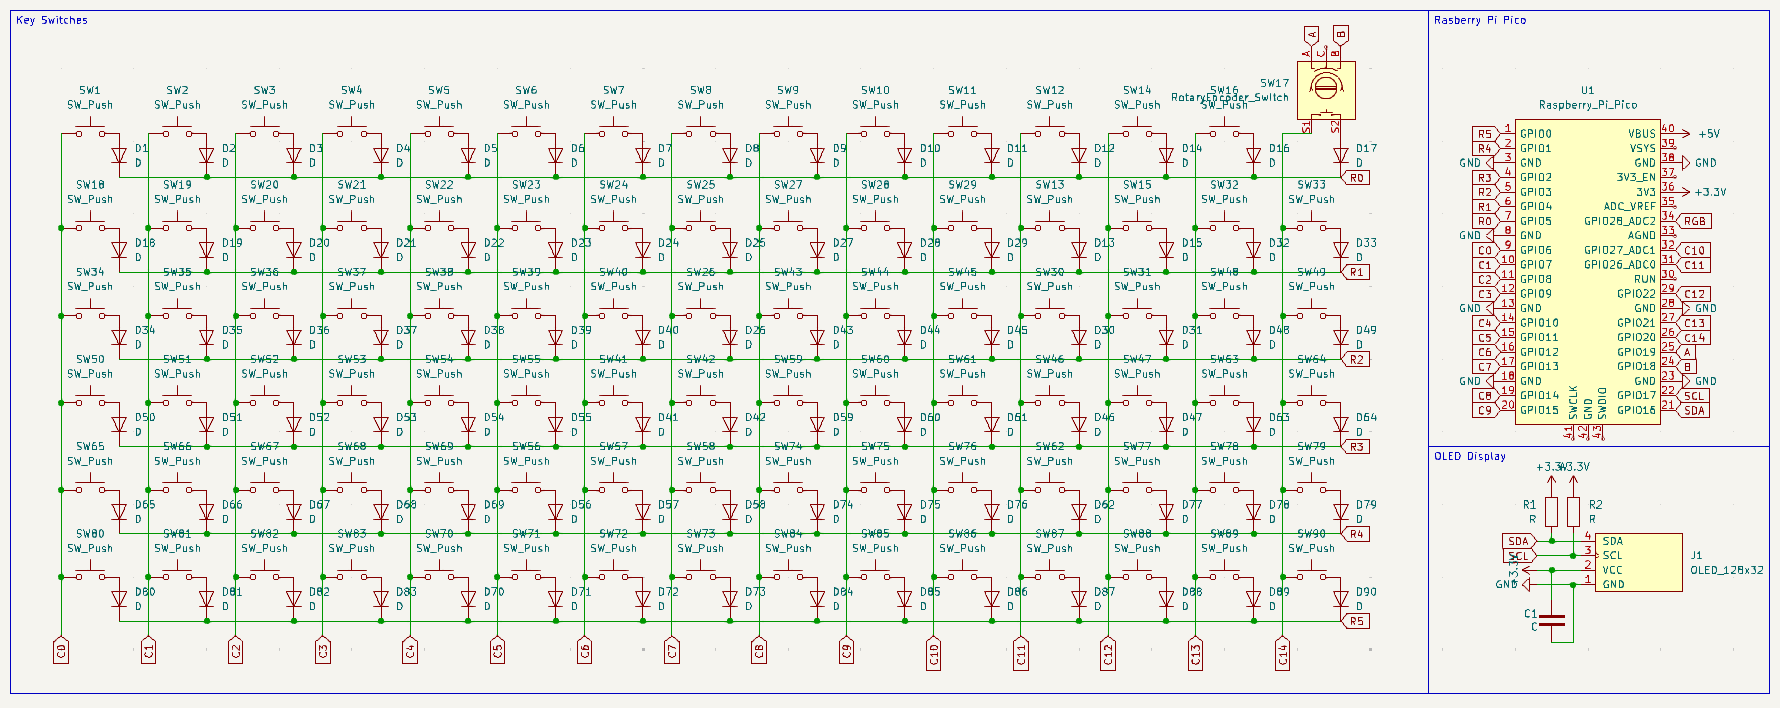 Key Switches
A B
A C B
SW17
RotaryEncoder_Switch
S1 S2
SW1 SW2 SW3 SW4 SW5 SW6 SW7 SW8 SW9 SW10 SW11 SW12 SW14 SW16
SW_Push SW_Push SW_Push SW_Push SW_Push SW_Push SW_Push SW_Push SW_Push SW_Push SW_Push SW_Push SW_Push SW_Push
D1 D2 D3 D4 D5 D6 D7 D8 D9 D10 D11 D12 D14 D16 D17
D D D D D D D D D D D D D D D
R0
SW18 SW19 SW20 SW21 SW22 SW23 SW24 SW25 SW27 SW28 SW29 SW13 SW15 SW32 SW33
SW_Push SW_Push SW_Push SW_Push SW_Push SW_Push SW_Push SW_Push SW_Push SW_Push SW_Push SW_Push SW_Push SW_Push SW_Push
D18 D19 D20 D21 D22 D23 D24 D25 D27 D28 D29 D13 D15 D32 D33
D D D D D D D D D D D D D D D
R1
SW34 SW35 SW36 SW37 SW38 SW39 SW40 SW26 SW43 SW44 SW45 SW30 SW31 SW48 SW49
SW_Push SW_Push SW_Push SW_Push SW_Push SW_Push SW_Push SW_Push SW_Push SW_Push SW_Push SW_Push SW_Push SW_Push SW_Push
D34 D35 D36 D37 D38 D39 D40 D26 D43 D44 D45 D30 D31 D48 D49
D D D D D D D D D D D D D D D
R2
SW50 SW51 SW52 SW53 SW54 SW55 SW41 SW42 SW59 SW60 SW61 SW46 SW47 SW63 SW64
SW_Push SW_Push SW_Push SW_Push SW_Push SW_Push SW_Push SW_Push SW_Push SW_Push SW_Push SW_Push SW_Push SW_Push SW_Push
D50 D51 D52 D53 D54 D55 D41 D42 D59 D60 D61 D46 D47 D63 D64
D D D D D D D D D D D D D D D
R3
SW65 SW66 SW67 SW68 SW69 SW56 SW57 SW58 SW74 SW75 SW76 SW62 SW77 SW78 SW79
SW_Push SW_Push SW_Push SW_Push SW_Push SW_Push SW_Push SW_Push SW_Push SW_Push SW_Push SW_Push SW_Push SW_Push SW_Push
D65 D66 D67 D68 D69 D56 D57 D58 D74 D75 D76 D62 D77 D78 D79
D D D D D D D D D D D D D D D
R4
SW80 SW81 SW82 SW83 SW70 SW71 SW72 SW73 SW84 SW85 SW86 SW87 SW88 SW89 SW90
SW_Push SW_Push SW_Push SW_Push SW_Push SW_Push SW_Push SW_Push SW_Push SW_Push SW_Push SW_Push SW_Push SW_Push SW_Push
D80 D81 D82 D83 D70 D71 D72 D73 D84 D85 D86 D87 D88 D89 D90
D D D D D D D D D D D D D D D
R5
C0 C1 C2 C3 C4 C5 C6 C7 C8 C9 C10 C11 C12 C13 C14
Rasberry Pi Pico
U1
Raspberry_Pi_Pico
R5 1 GPIO0 VBUS 40 +5V
R4 2 GPIO1 VSYS 39
GND 3 GND GND 38 GND
R3 4 GPIO2 3V3_EN 37
R2 5 GPIO3 3V3 36 +3.3V
R1 6 GPIO4 ADC_VREF 35
R0 7 GPIO5 GPIO28_ADC2 34 RGB
GND 8 GND AGND 33
C0 9 GPIO6 GPIO27_ADC1 32 C10
C1 10 GPIO7 GPIO26_ADC0 31 C11
C2 11 GPIO8 RUN 30
C3 12 GPIO9 GPIO22 29 C12
GND 13 GND GND 28 GND
C4 14 GPIO10 GPIO21 27 C13
C5 15 GPIO11 GPIO20 26 C14
C6 16 GPIO12 GPIO19 25 A
C7 17 GPIO13 GPIO18 24 B
GND 18 GND GND 23 GND
C8 19 GPIO14 GPIO17 22 SCL
C9 20 GPIO15 GPIO16 21 SDA
SWCLK GND SWDIO
41 42 43
OLED Display
+3.3V +3.3V
R1 R2
R R
SDA 4 SDA
SCL 3 SCL J1
+3.3V 2 VCC OLED_128x32
GND 1 GND
C1
C